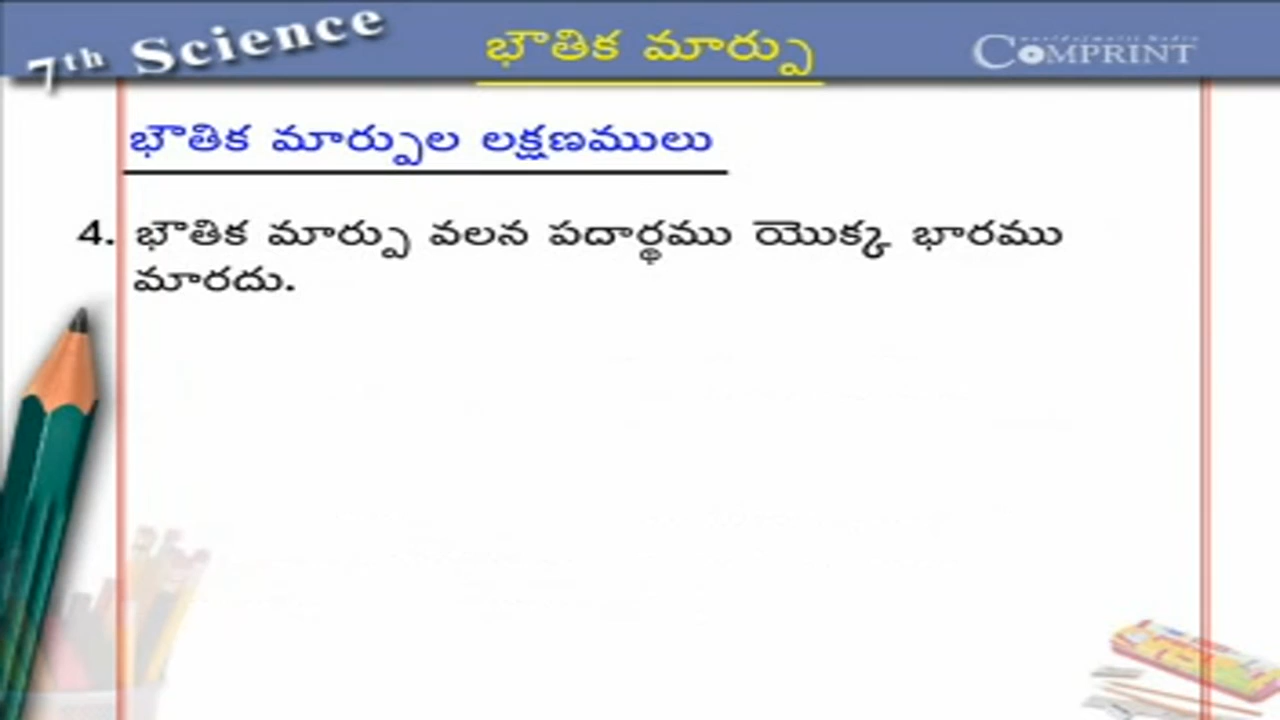 7th Science
భౌతిక మార్పు
COMPRINT
భౌతిక మార్పుల లక్షణములు
4. భౌతిక మార్పు వలన పదార్థము యొక్క భారము
మారదు.